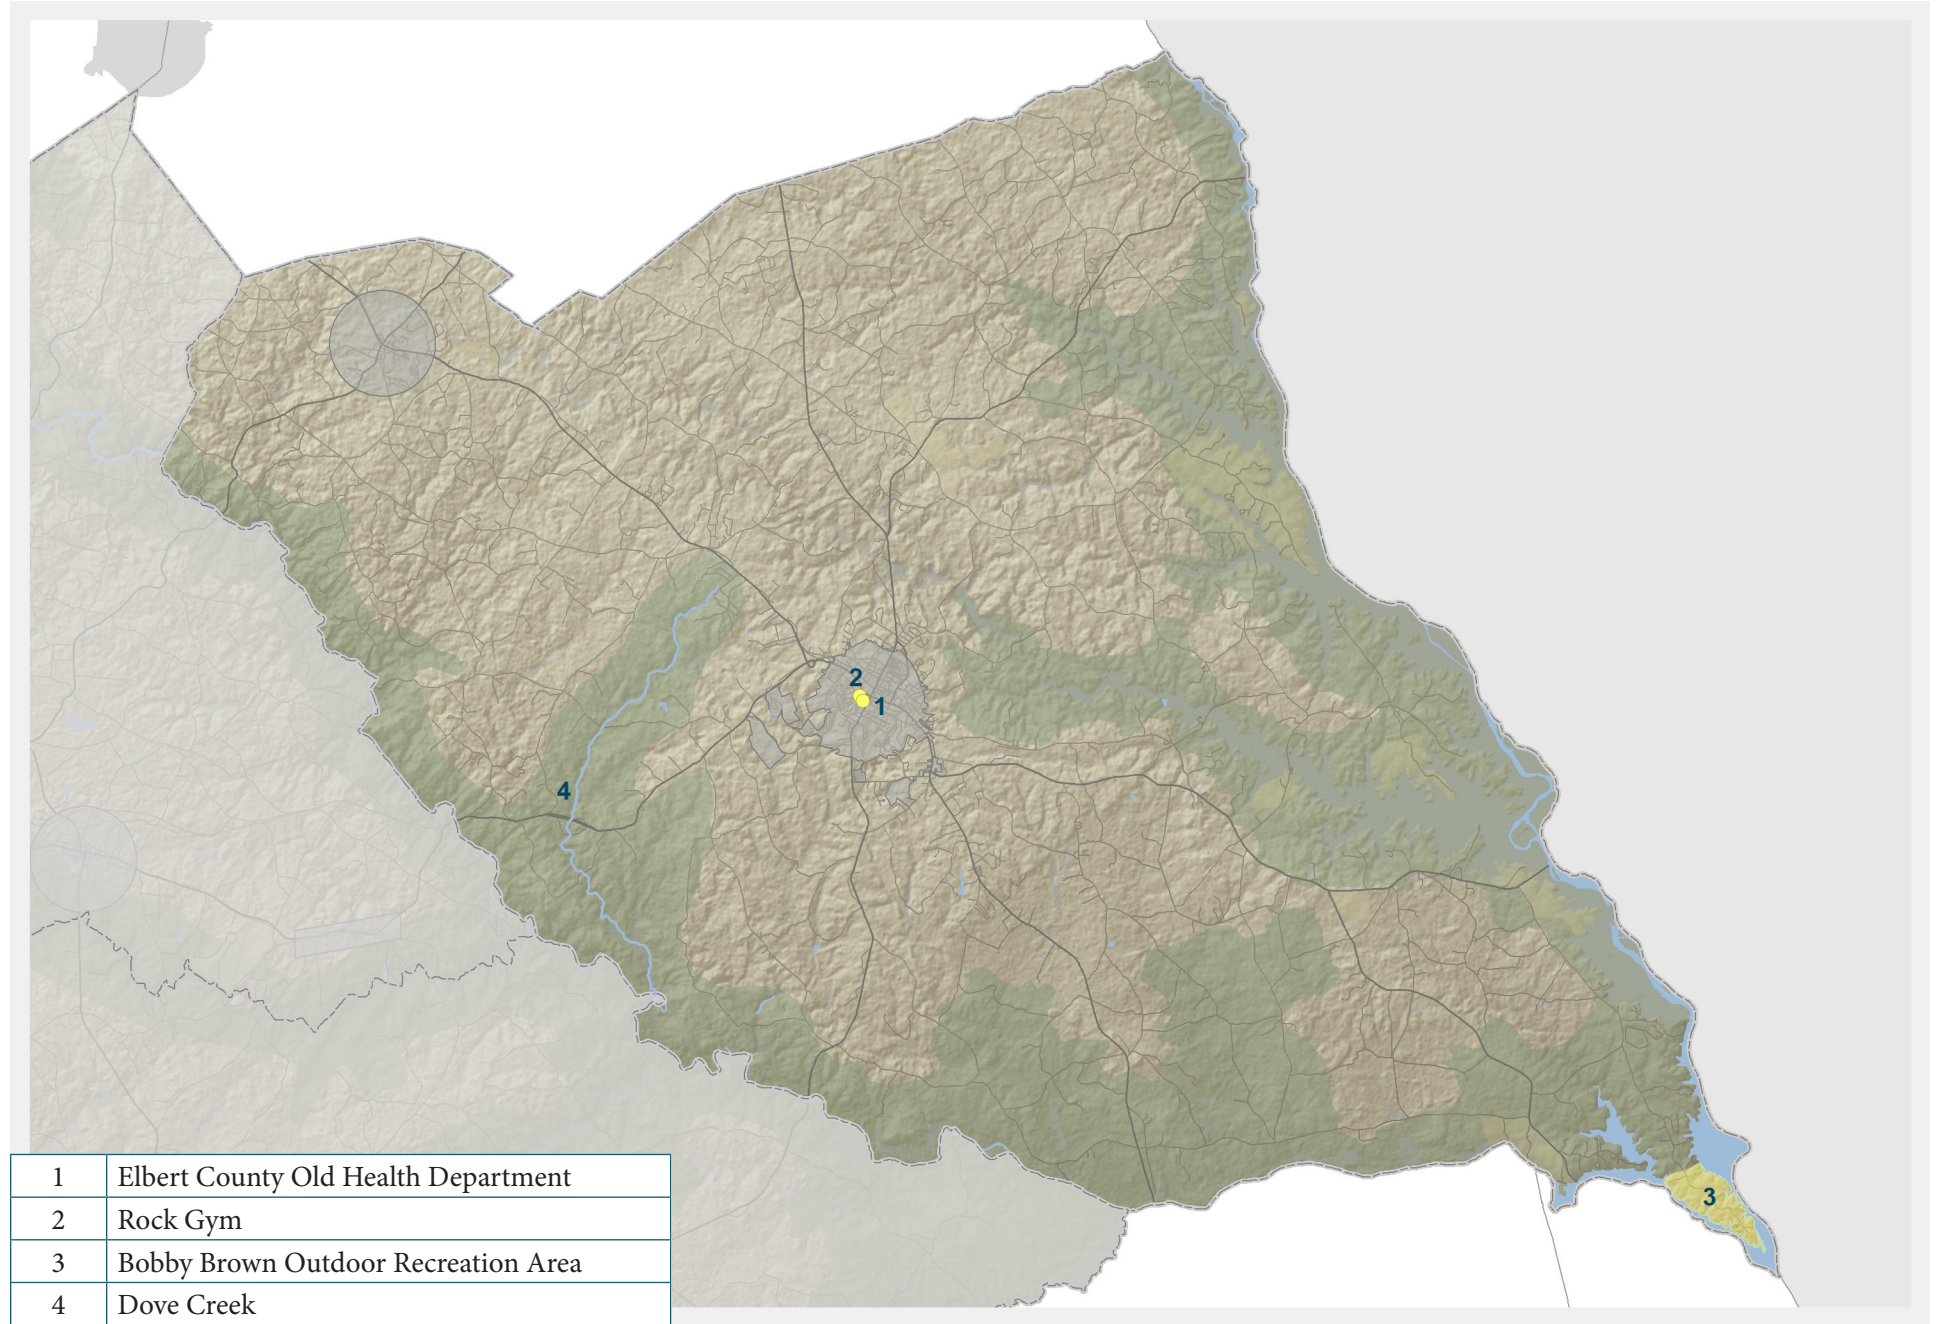 2
1
4
3
1 Elbert County Old Health Department
2 Rock Gym
3 Bobby Brown Outdoor Recreation Area
4 Dove Creek